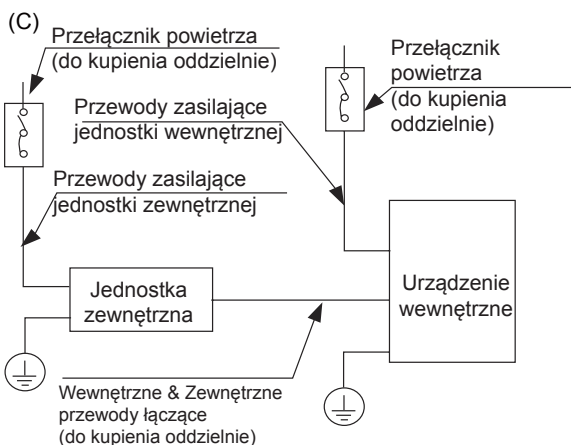 (C)
Przełącznik powietrza
(do kupienia oddzielnie)
Przełącznik
powietrza
(do kupienia
oddzielnie)
Przewody zasilające
jednostki wewnętrznej
Przewody zasilające
jednostki zewnętrznej
Jednostka
zewnętrzna
Urządzenie
wewnętrzne
Wewnętrzne & Zewnętrzne
przewody łączące
(do kupienia oddzielnie)